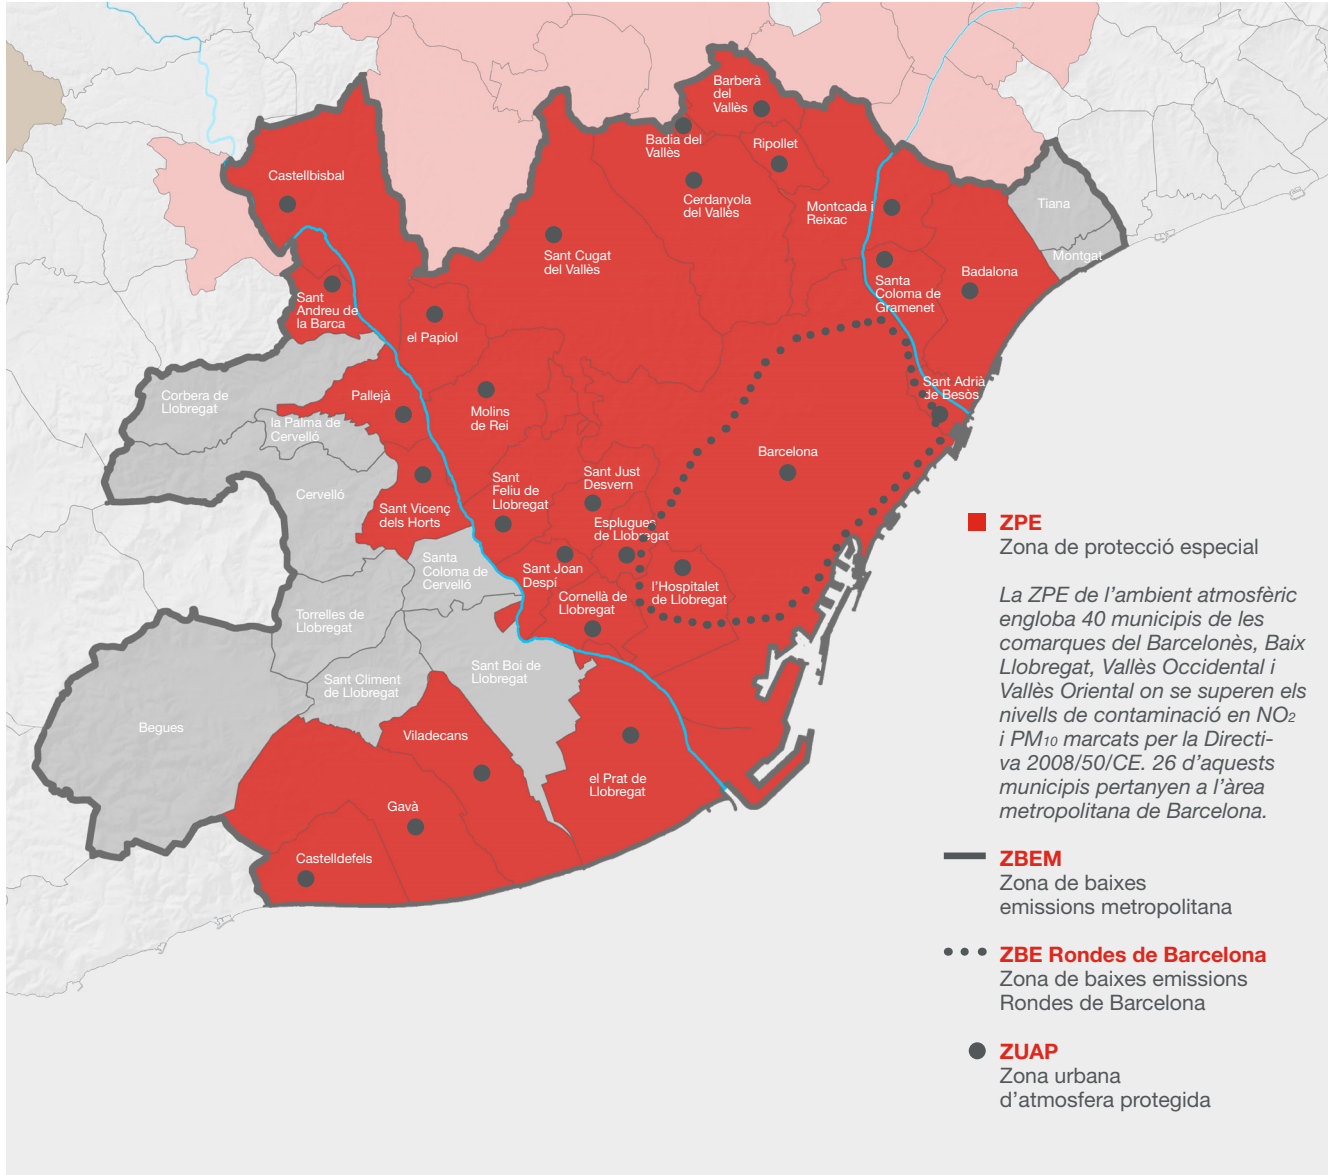 Barberà
del
Vallès
Badia del
Vallès
Ripollet
Castellbisbal
Cerdanyola
del Vallès
Montcada i
Reixac
Tiana
Montgat
Sant Cugat
del Vallès
Santa
Coloma de
Gramenet
Badalona
Sant
Andreu de
la Barca
el Papiol
Sant Adrià
de Besòs
Corbera de
Llobregat
Pallejà
Molins
de Rei
la Palma de
Cervelló
Barcelona
Cervelló
Sant Vicenç
dels Horts
Sant
Feliu de
Llobregat
Sant Just
Desvern
Esplugues
de Llobregat
Santa
Coloma de
Cervelló
Sant Joan
Despí
l'Hospitalet
de Llobregat
Cornellà de
Llobregat
Torrelles de
Llobregat
Sant Boi de
Llobregat
Sant Climent
de Llobregat
Begues
Viladecans
el Prat de
Llobregat
Gavà
Castelldefels
ZPE
Zona de protecció especial
La ZPE de l'ambient atmosfèric
engloba 40 municipis de les
comarques del Barcelonès, Baix
Llobregat, Vallès Occidental i
Vallès Oriental on se superen els
nivells de contaminació en NO2
i PM10 marcats per la Directi-
va 2008/50/CE. 26 d'aquests
municipis pertanyen a l'àrea
metropolitana de Barcelona.
ZBEM
Zona de baixes
emissions metropolitana
ZBE Rondes de Barcelona
Zona de baixes emissions
Rondes de Barcelona
ZUAP
Zona urbana
d'atmosfera protegida